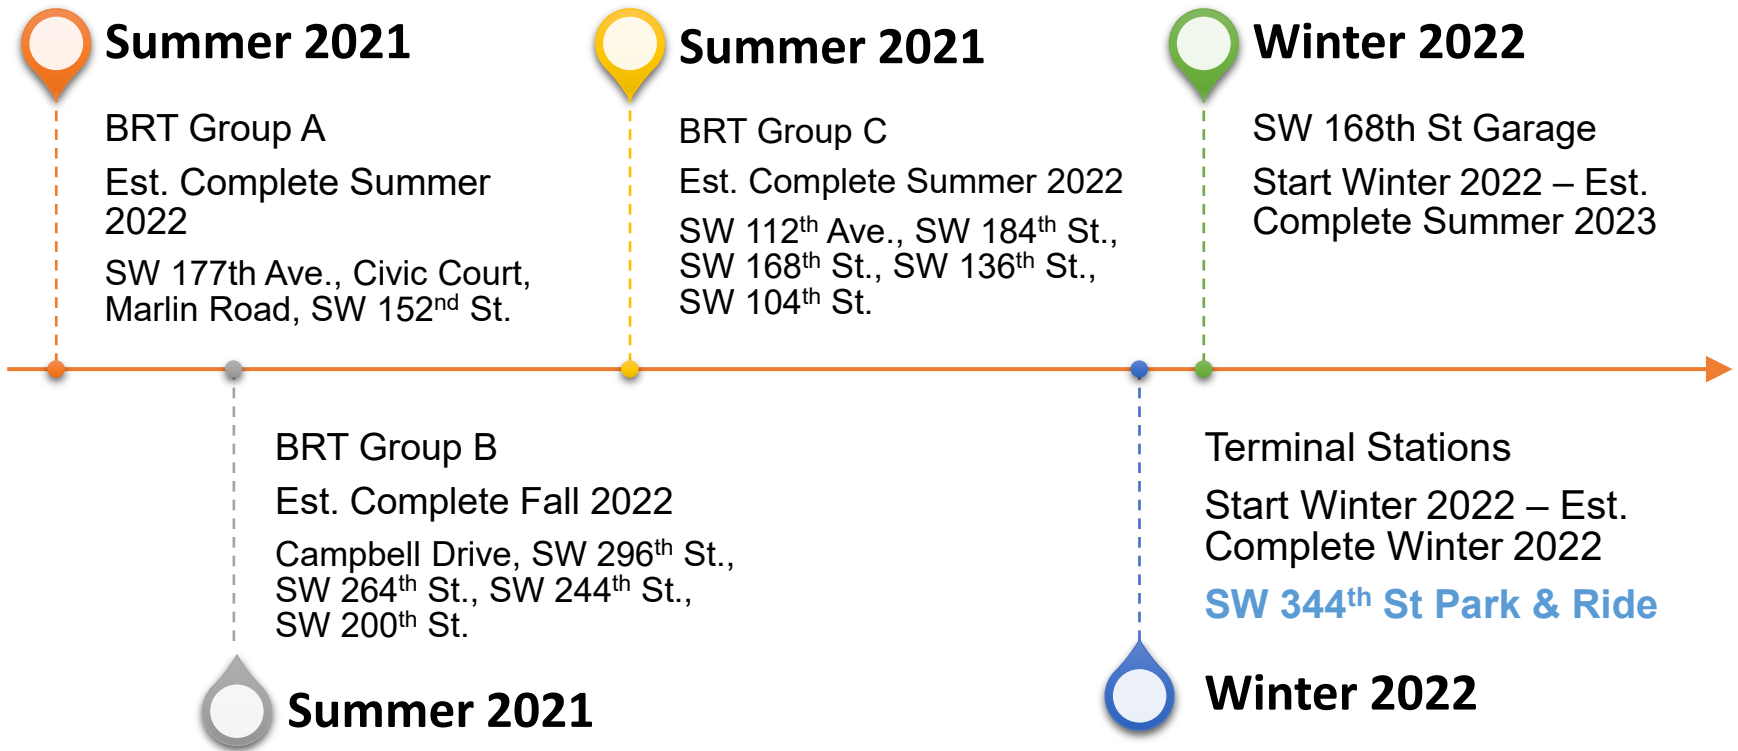 Summer 2021
BRT Group A
Est. Complete Summer
2022
SW 177th Ave., Civic Court,
Marlin Road, SW 152nd St.
Summer 2021
BRT Group C
Est. Complete Summer 2022
SW 112th Ave., SW 184th St.,
SW 168th St., SW 136th St.,
SW 104th St.
Winter 2022
SW 168th St Garage
Start Winter 2022 – Est.
Complete Summer 2023
BRT Group B
Est. Complete Fall 2022
Campbell Drive, SW 296th St.,
SW 264th St., SW 244th St.,
SW 200th St.
Summer 2021
Terminal Stations
Start Winter 2022 – Est.
Complete Winter 2022
SW 344th St Park & Ride
Winter 2022